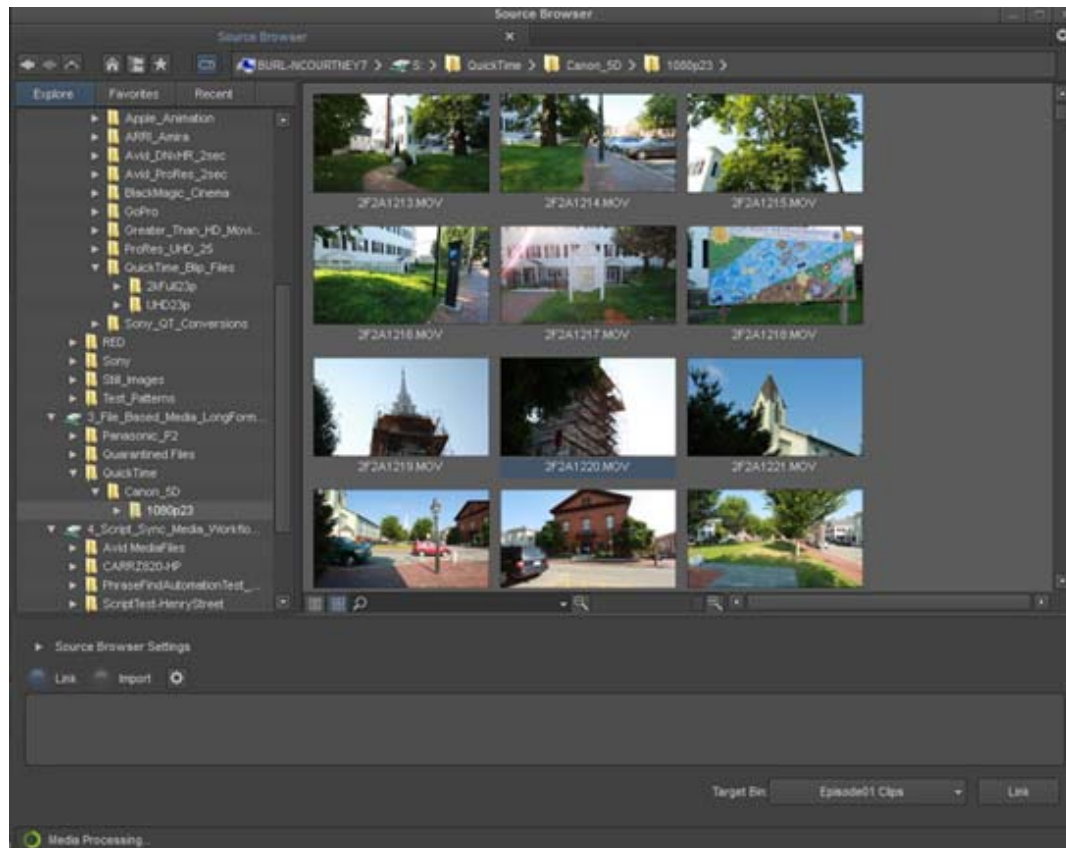 Source Browser
Source Browser ×
BURL-NCOURTNEY7 > S: > QuickTime > Canon_5D > 1080p23 >
Explore Favorites Recent
Apple_Animation
ARRI_Amira
Avid_DNxHR_2sec
Avid_ProRes_2sec
BlackMagic_Cinema
GoPro
Greater_Than_HD_Movi...
ProRes_UHD_25
QuickTime_Blip_Files
2kFull23p
UHD23p
Sony_QT_Conversions
RED
Sony
Still_Images
Test_Patterns
3_File_Based_Media_LongForm...
Panasonic_P2
Quarantined Files
QuickTime
Canon_5D
1080p23
4_Script_Sync_Media_Workflo...
Avid MediaFiles
CARRZ820-HP
PhraseFindAutomationTest_...
ScriptTest-HenryStreet
2F2A1213.MOV 2F2A1214.MOV 2F2A1215.MOV
2F2A1216.MOV 2F2A1217.MOV 2F2A1218.MOV
2F2A1219.MOV 2F2A1220.MOV 2F2A1221.MOV
Source Browser Settings
Link Import
Target Bin: Episode01 Clips Link
Media Processing...